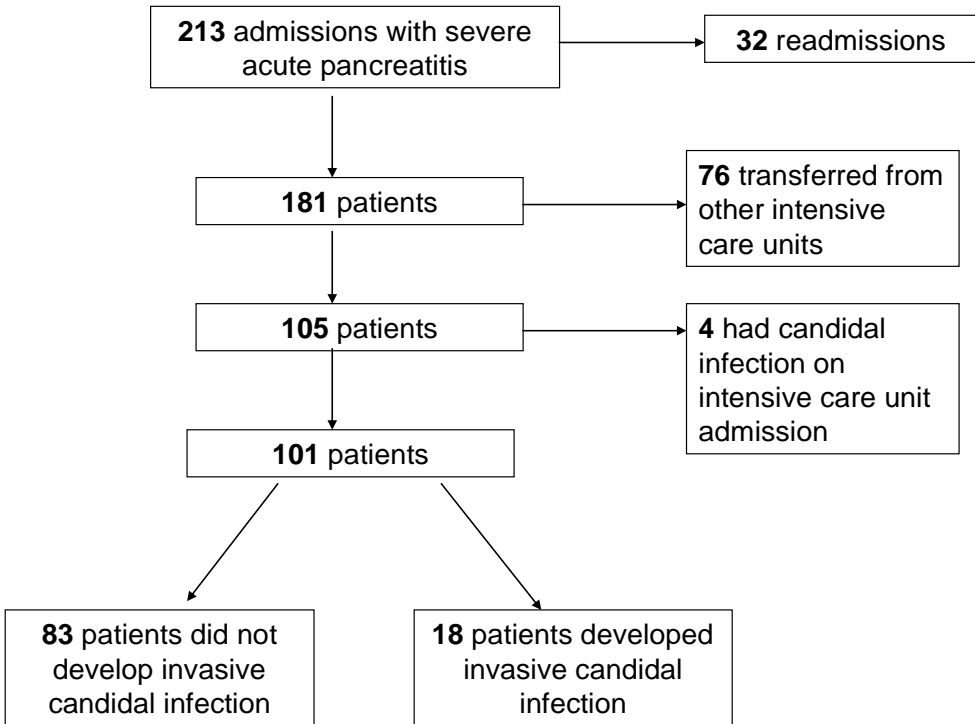 213 admissions with severe
acute pancreatitis
32 readmissions
181 patients
76 transferred from
other intensive
care units
105 patients
4 had candidal
infection on
intensive care unit
admission
101 patients
83 patients did not
develop invasive
candidal infection
18 patients developed
invasive candidal
infection